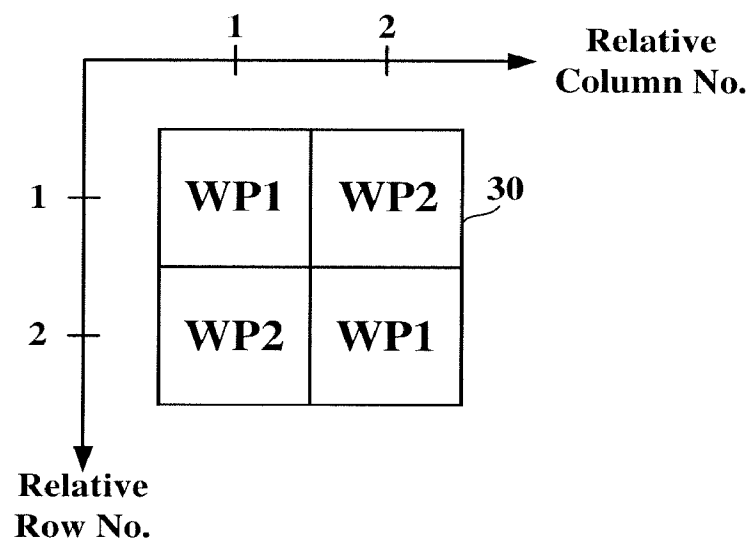 1 2
Relative
Column No.
1 WP1 WP2 30
2 WP2 WP1
Relative
Row No.